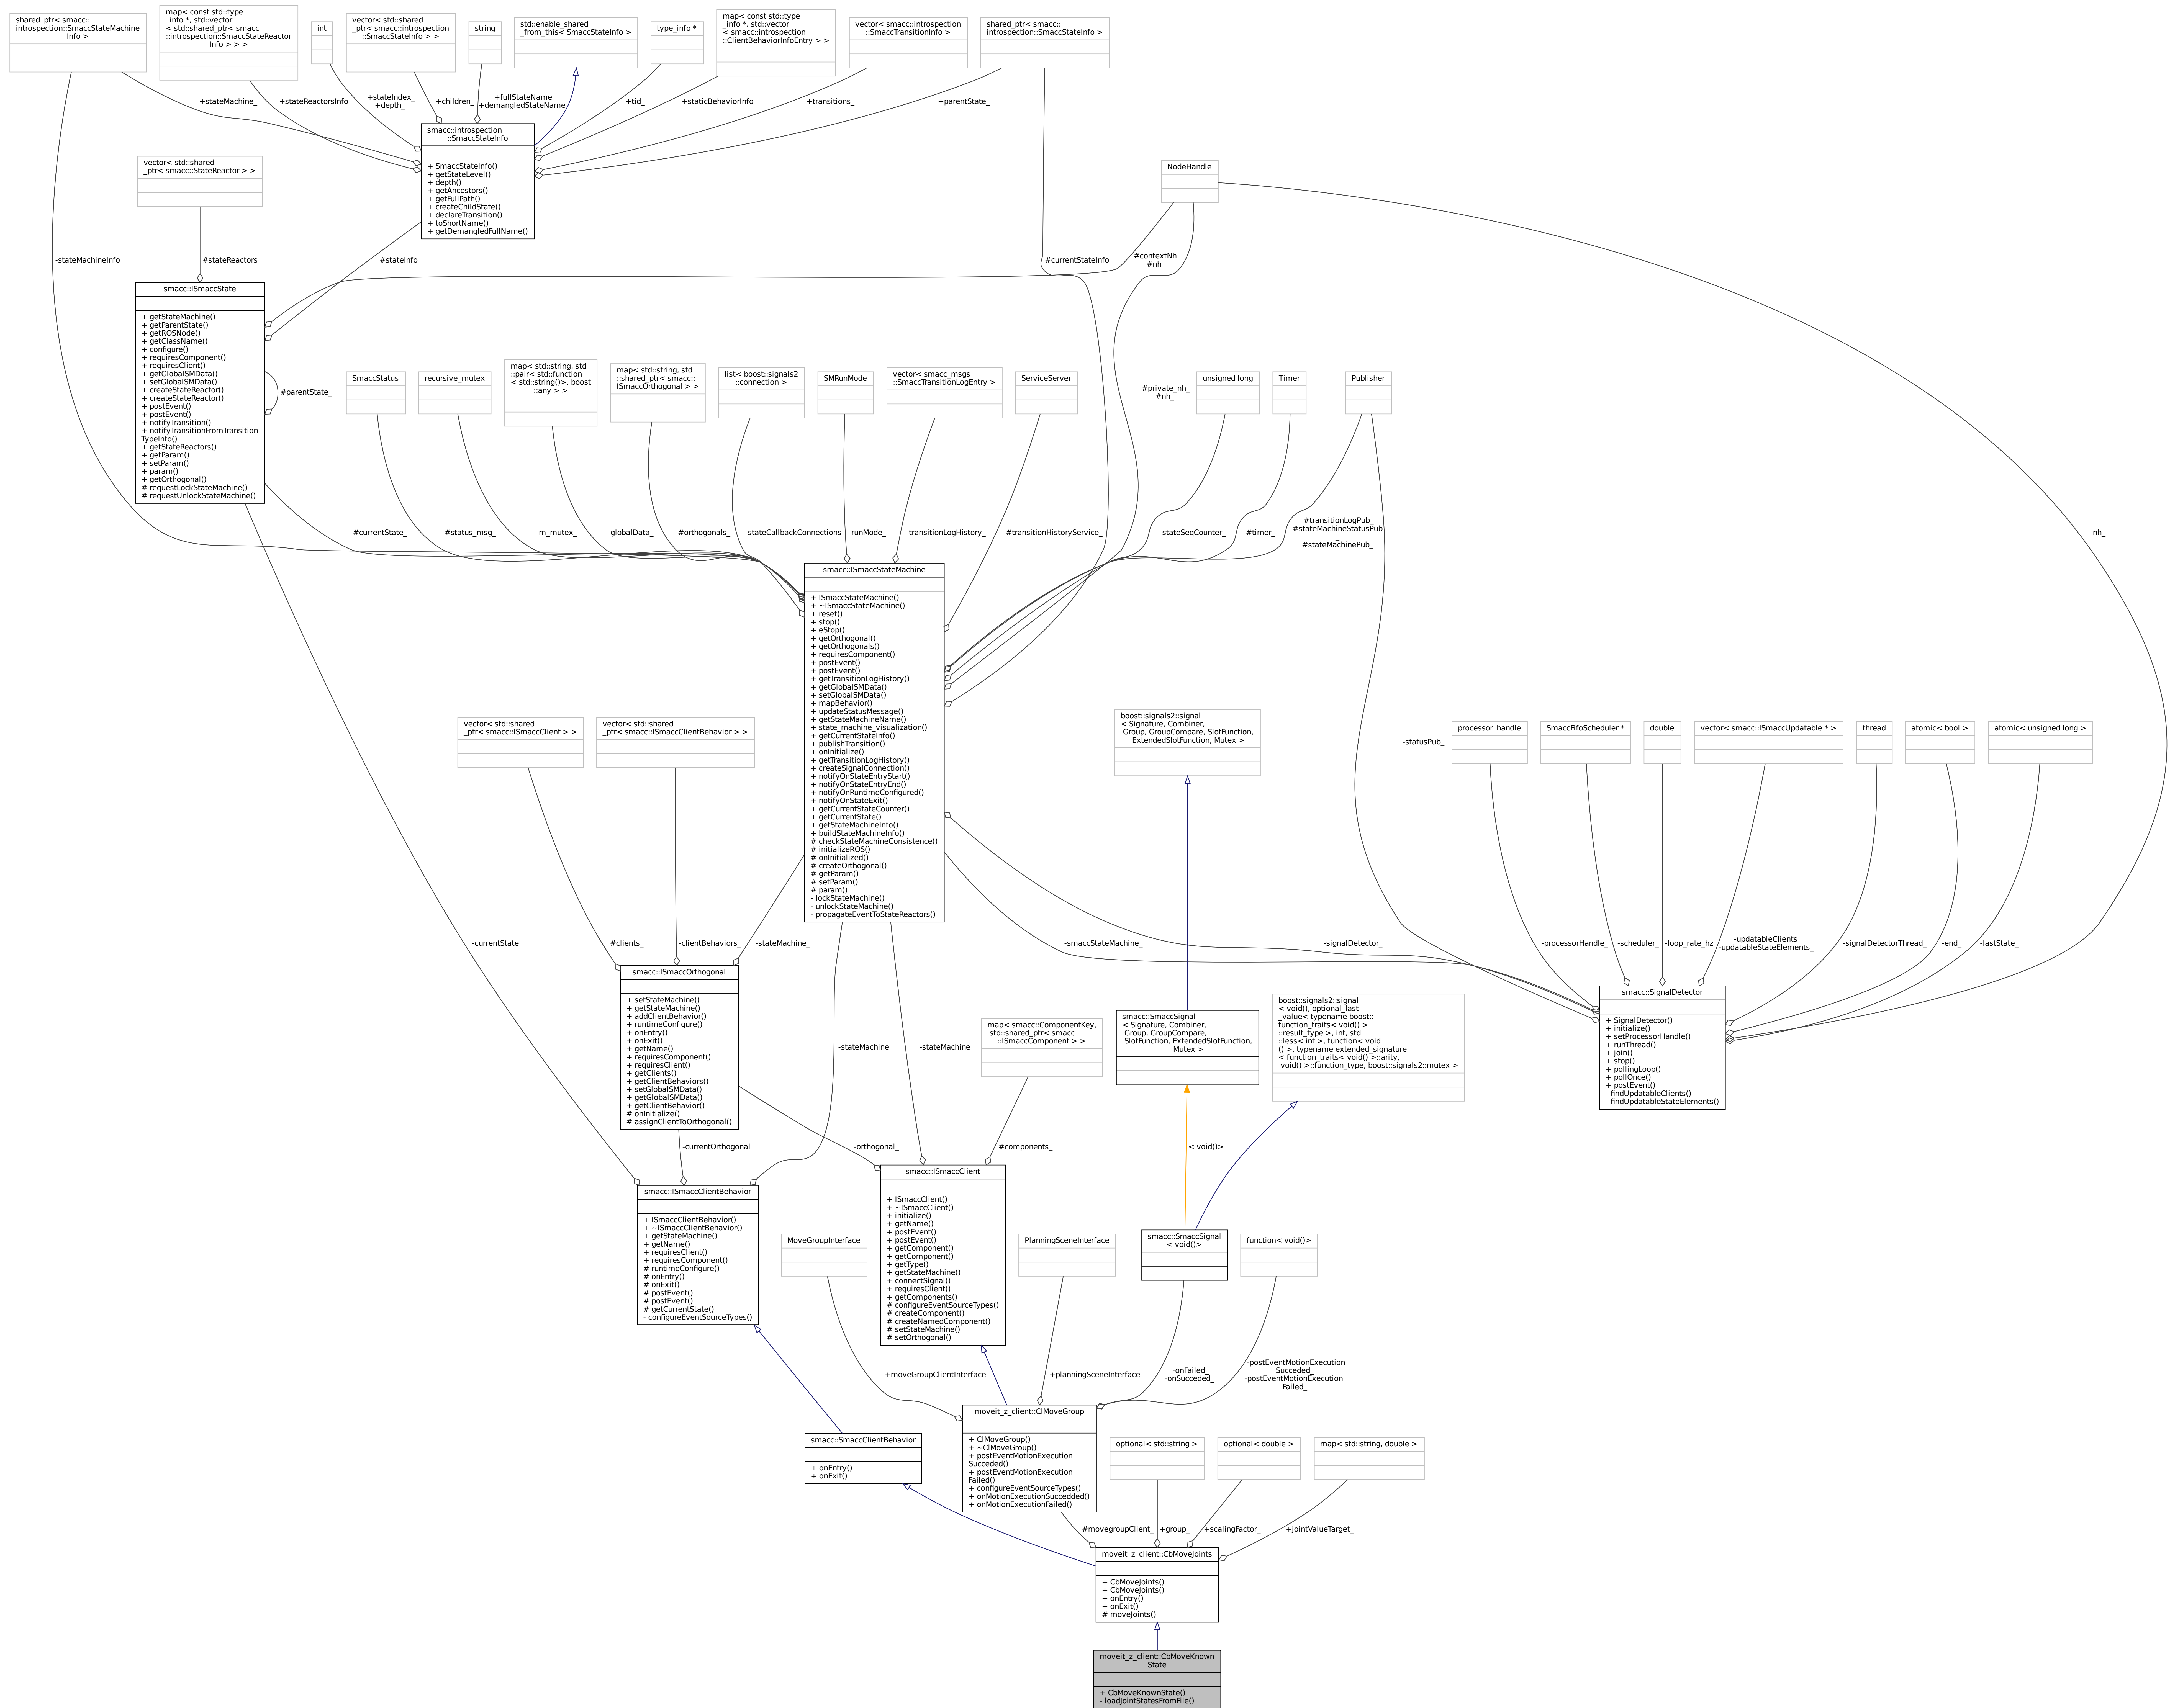 shared_ptr< smacc::
introspection::SmaccStateMachine
Info >
map< const std::type
_info *, std::vector
< std::shared_ptr< smacc
::introspection::SmaccStateReactor
Info > > >
int
vector< std::shared
_ptr< smacc::introspection
::SmaccStateInfo > >
string
std::enable_shared
_from_this< SmaccStateInfo >
type_info *
map< const std::type
_info *, std::vector
< smacc::introspection
::ClientBehaviorInfoEntry > >
vector< smacc::introspection
::SmaccTransitionInfo >
shared_ptr< smacc::
introspection::SmaccStateInfo >
+stateMachine_
+stateReactorsInfo
+stateIndex_
+depth_
+children_
+fullStateName
+demangledStateName
+tid_
+staticBehaviorInfo
+transitions_
+parentState_
smacc::introspection
::SmaccStateInfo
+ SmaccStateInfo()
+ getStateLevel()
+ depth()
+ getAncestors()
+ getFullPath()
+ createChildState()
+ declareTransition()
+ toShortName()
+ getDemangledFullName()
vector< std::shared
_ptr< smacc::StateReactor > >
NodeHandle
-stateMachineInfo_
#stateReactors_
#stateInfo_
#currentStateInfo_
#contextNh
#nh
smacc::ISmaccState
+ getStateMachine()
+ getParentState()
+ getROSNode()
+ getClassName()
+ configure()
+ requiresComponent()
+ requiresClient()
+ getGlobalSMData()
+ setGlobalSMData()
+ createStateReactor()
+ createStateReactor()
+ postEvent()
+ postEvent()
+ notifyTransition()
+ notifyTransitionFromTransition
TypeInfo()
+ getStateReactors()
+ getParam()
+ setParam()
+ param()
+ getOrthogonal()
# requestLockStateMachine()
# requestUnlockStateMachine()
#parentState_
SmaccStatus
recursive_mutex
map< std::string, std
::pair< std::function
< std::string()>, boost
::any > >
map< std::string, std
::shared_ptr< smacc::
ISmaccOrthogonal > >
list< boost::signals2
::connection >
SMRunMode
vector< smacc_msgs
::SmaccTransitionLogEntry >
ServiceServer
#private_nh_
#nh_
unsigned long
Timer
Publisher
#currentState_
#status_msg_
-m_mutex_
-globalData_
#orthogonals_
-stateCallbackConnections
-runMode_
-transitionLogHistory_
#transitionHistoryService_
-stateSeqCounter_
#timer_
#transitionLogPub_
#stateMachineStatusPub
_
#stateMachinePub_
-nh_
smacc::ISmaccStateMachine
+ ISmaccStateMachine()
+ ~ISmaccStateMachine()
+ reset()
+ stop()
+ eStop()
+ getOrthogonal()
+ getOrthogonals()
+ requiresComponent()
+ postEvent()
+ postEvent()
+ getTransitionLogHistory()
+ getGlobalSMData()
+ setGlobalSMData()
+ mapBehavior()
+ updateStatusMessage()
+ getStateMachineName()
+ state_machine_visualization()
+ getCurrentStateInfo()
+ publishTransition()
+ onInitialize()
+ getTransitionLogHistory()
+ createSignalConnection()
+ notifyOnStateEntryStart()
+ notifyOnStateEntryEnd()
+ notifyOnRuntimeConfigured()
+ notifyOnStateExit()
+ getCurrentStateCounter()
+ getCurrentState()
+ getStateMachineInfo()
+ buildStateMachineInfo()
# checkStateMachineConsistence()
# initializeROS()
# onInitialized()
# createOrthogonal()
# getParam()
# setParam()
# param()
- lockStateMachine()
- unlockStateMachine()
- propagateEventToStateReactors()
vector< std::shared
_ptr< smacc::ISmaccClient > >
vector< std::shared
_ptr< smacc::ISmaccClientBehavior > >
boost::signals2::signal
< Signature, Combiner,
Group, GroupCompare, SlotFunction,
ExtendedSlotFunction, Mutex >
-statusPub_
processor_handle
SmaccFifoScheduler *
double
vector< smacc::ISmaccUpdatable * >
thread
atomic< bool >
atomic< unsigned long >
-currentState
#clients_
-clientBehaviors_
-stateMachine_
-smaccStateMachine_
-signalDetector_
-processorHandle_
-scheduler_
-loop_rate_hz
-updatableClients_
-updatableStateElements_
-signalDetectorThread_
-end_
-lastState_
smacc::ISmaccOrthogonal
+ setStateMachine()
+ getStateMachine()
+ addClientBehavior()
+ runtimeConfigure()
+ onEntry()
+ onExit()
+ getName()
+ requiresComponent()
+ requiresClient()
+ getClients()
+ getClientBehaviors()
+ setGlobalSMData()
+ getGlobalSMData()
+ getClientBehavior()
# onInitialize()
# assignClientToOrthogonal()
smacc::SignalDetector
+ SignalDetector()
+ initialize()
+ setProcessorHandle()
+ runThread()
+ join()
+ stop()
+ pollingLoop()
+ pollOnce()
+ postEvent()
- findUpdatableClients()
- findUpdatableStateElements()
-stateMachine_
-stateMachine_
map< smacc::ComponentKey,
std::shared_ptr< smacc
::ISmaccComponent > >
smacc::SmaccSignal
< Signature, Combiner,
Group, GroupCompare,
SlotFunction, ExtendedSlotFunction,
Mutex >
boost::signals2::signal
< void(), optional_last
_value< typename boost::
function_traits< void() >
::result_type >, int, std
::less< int >, function< void
() >, typename extended_signature
< function_traits< void() >::arity,
void() >::function_type, boost::signals2::mutex >
-currentOrthogonal
-orthogonal_
#components_
< void()>
smacc::ISmaccClientBehavior
+ ISmaccClientBehavior()
+ ~ISmaccClientBehavior()
+ getStateMachine()
+ getName()
+ requiresClient()
+ requiresComponent()
# runtimeConfigure()
# onEntry()
# onExit()
# postEvent()
# postEvent()
# getCurrentState()
- configureEventSourceTypes()
smacc::ISmaccClient
+ ISmaccClient()
+ ~ISmaccClient()
+ initialize()
+ getName()
+ postEvent()
+ postEvent()
+ getComponent()
+ getComponent()
+ getType()
+ getStateMachine()
+ connectSignal()
+ requiresClient()
+ getComponents()
# configureEventSourceTypes()
# createComponent()
# createNamedComponent()
# setStateMachine()
# setOrthogonal()
MoveGroupInterface
PlanningSceneInterface
smacc::SmaccSignal
< void()>
function< void()>
+moveGroupClientInterface
+planningSceneInterface
-onFailed_
-onSucceded_
-postEventMotionExecution
Succeded_
-postEventMotionExecution
Failed_
smacc::SmaccClientBehavior
+ onEntry()
+ onExit()
moveit_z_client::ClMoveGroup
+ ClMoveGroup()
+ ~ClMoveGroup()
+ postEventMotionExecution
Succeded()
+ postEventMotionExecution
Failed()
+ configureEventSourceTypes()
+ onMotionExecutionSuccedded()
+ onMotionExecutionFailed()
optional< std::string >
optional< double >
map< std::string, double >
#movegroupClient_
+group_
+scalingFactor_
+jointValueTarget_
moveit_z_client::CbMoveJoints
+ CbMoveJoints()
+ CbMoveJoints()
+ onEntry()
+ onExit()
# moveJoints()
moveit_z_client::CbMoveKnown
State
+ CbMoveKnownState()
- loadJointStatesFromFile()